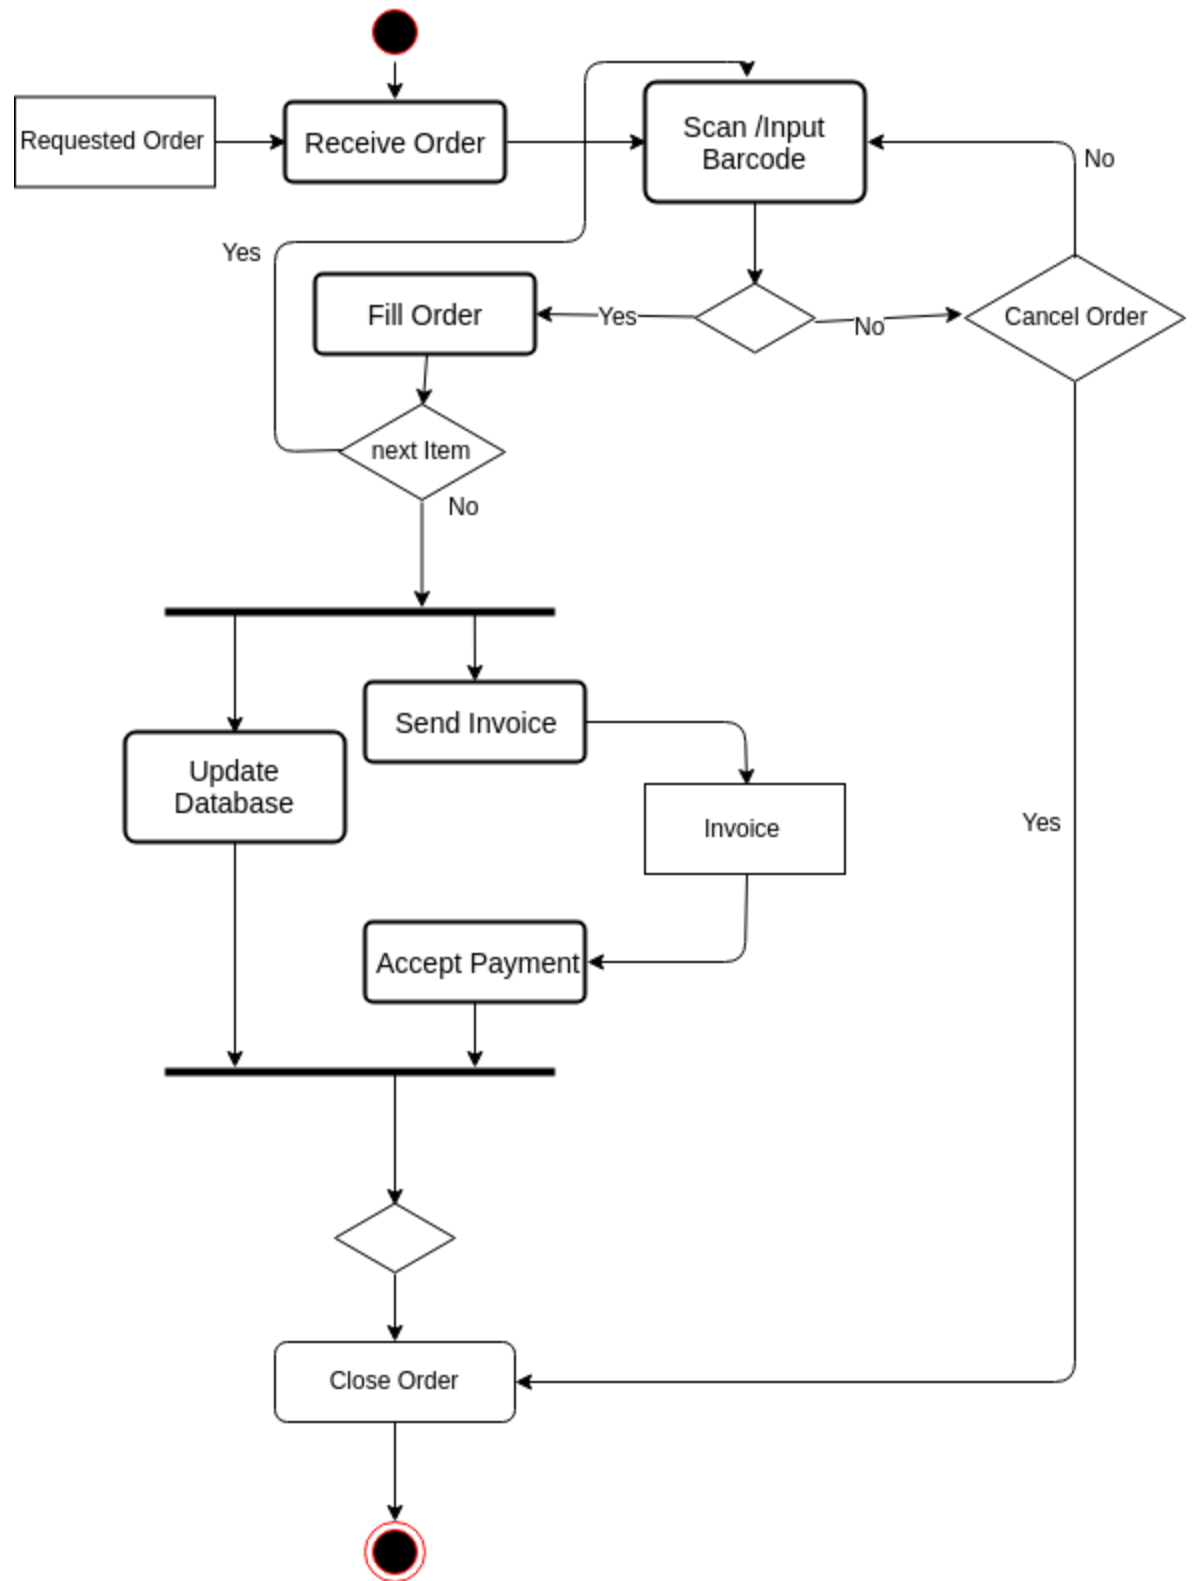 Requested Order
Receive Order
Scan /Input
Barcode
No
Yes
Fill Order
Yes
No
Cancel Order
next Item
No
Send Invoice
Update
Database
Invoice
Yes
Accept Payment
Close Order